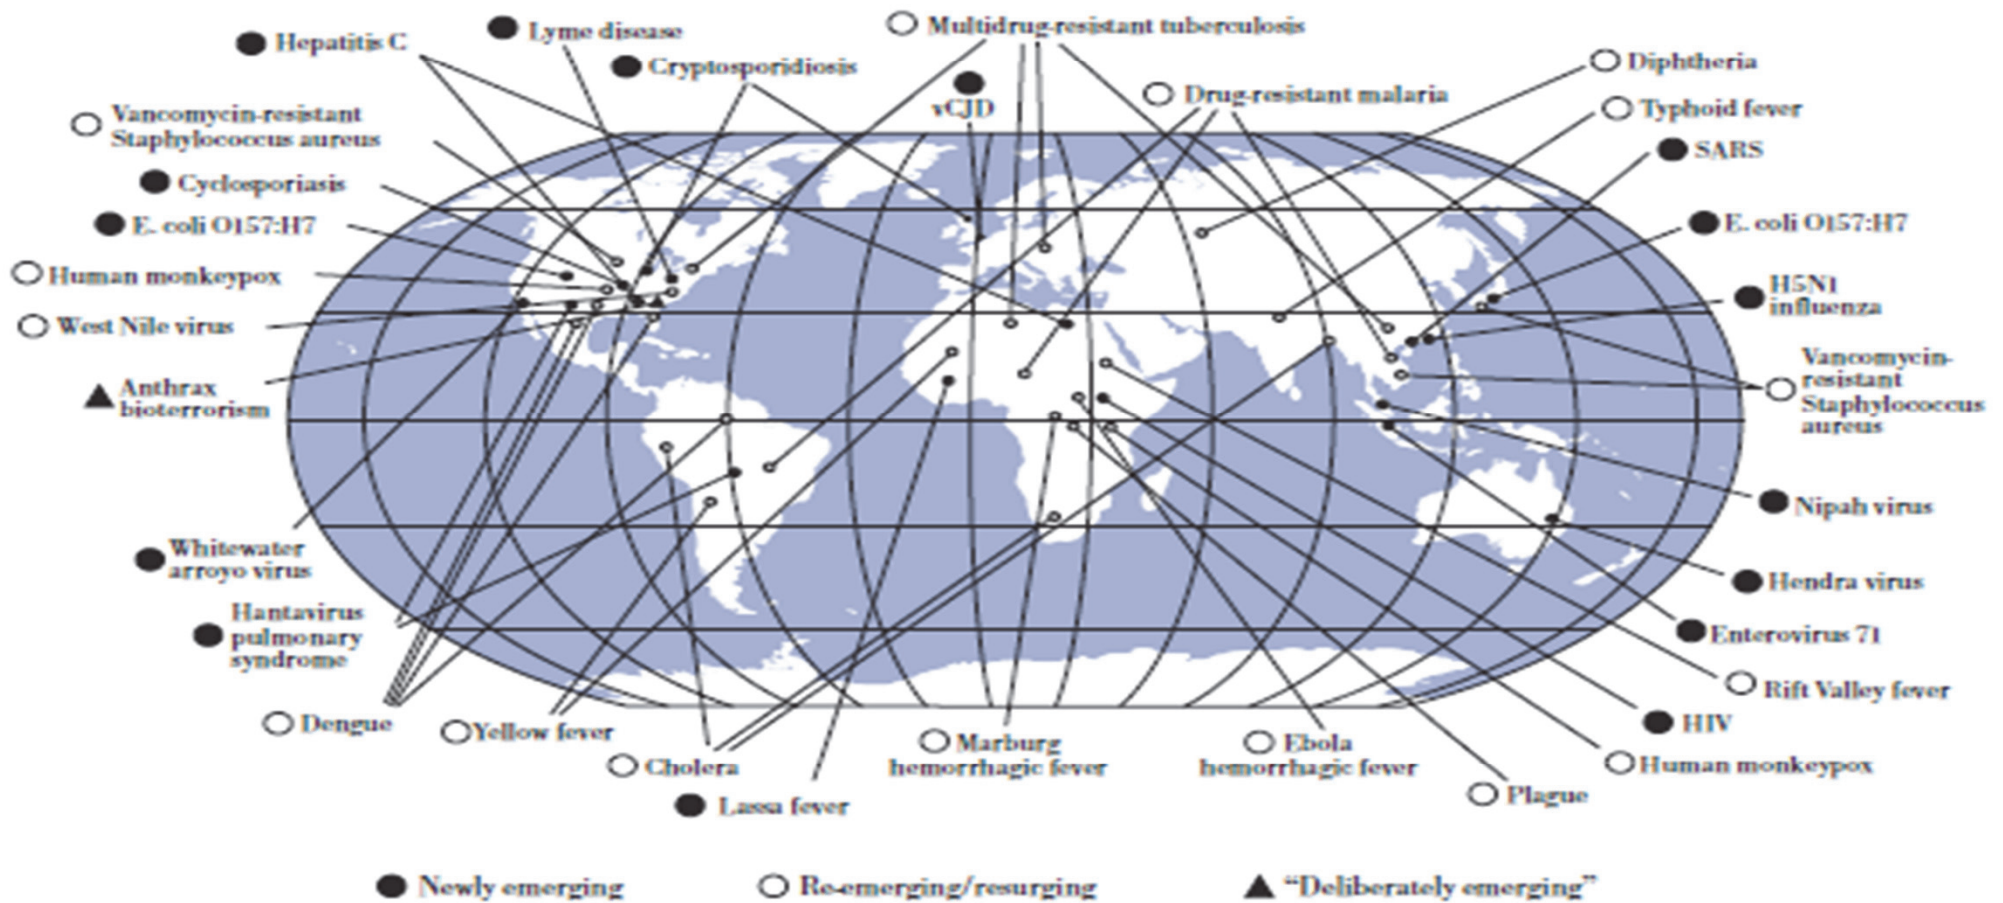 Hepatitis C
Lyme disease
Multidrug-resistant tuberculosis
Cryptosporidiosis
vCJD
Drug-resistant malaria
Diphtheria
Typhoid fever
SARS
Vancomycin-resistant
Staphylococcus aureus
Cyclosporiasis
E. coli O157:H7
Human monkeypox
West Nile virus
Anthrax
bioterrorism
E. coli O157:H7
H5N1
influenza
Vancomycin-
resistant
Staphylococcus
aureus
Nipah virus
Hendra virus
Enterovirus 71
Rift Valley fever
HIV
Human monkeypox
Plague
Whitewater
arroyo virus
Hantavirus
pulmonary
syndrome
Dengue
Yellow fever
Cholera
Lassa fever
Marburg
hemorrhagic fever
Ebola
hemorrhagic fever
Newly emerging
Re-emerging/resurging
“Deliberately emerging”